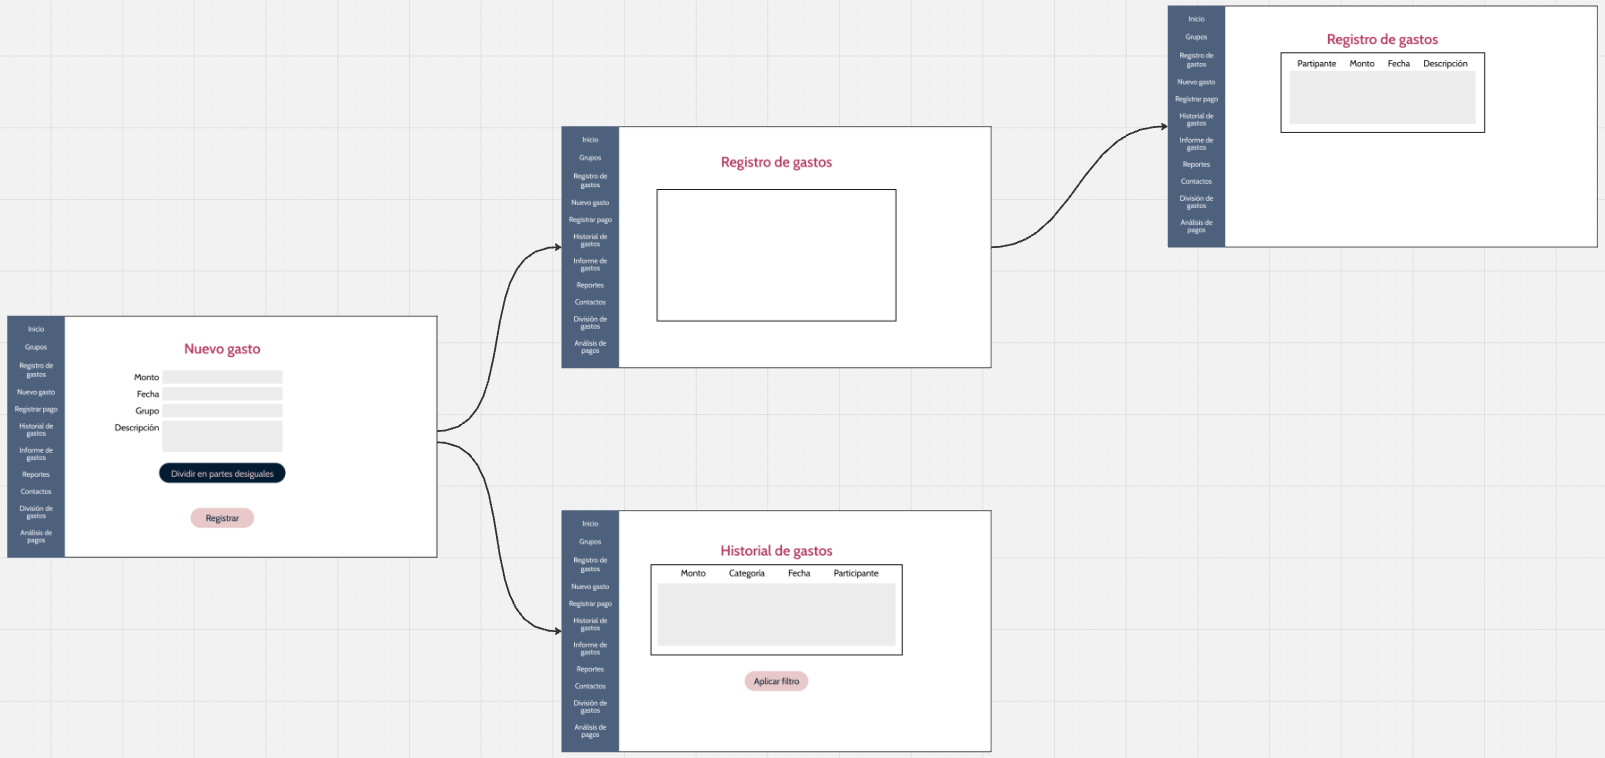 Inicio
Grupos
Registro de
gastos
Nuevo gasto
Registrar pago
Historial de
gastos
Informe de
gastos
Reportes
Contactos
División de
gastos
Análisis de
pagos
Nuevo gasto
Monto
Fecha
Grupo
Descripción
Dividir en partes desiguales
Registrar
Inicio
Grupos
Registro de
gastos
Nuevo gasto
Registrar pago
Historial de
gastos
Informe de
gastos
Reportes
Contactos
División de
gastos
Análisis de
pagos
Registro de gastos
Inicio
Grupos
Registro de
gastos
Nuevo gasto
Registrar pago
Historial de
gastos
Informe de
gastos
Reportes
Contactos
División de
gastos
Análisis de
pagos
Registro de gastos
Partipante Monto Fecha Descripción
Inicio
Grupos
Registro de
gastos
Nuevo gasto
Registrar pago
Historial de
gastos
Informe de
gastos
Reportes
Contactos
División de
gastos
Análisis de
pagos
Historial de gastos
Monto Categoría Fecha Participante
Aplicar filtro